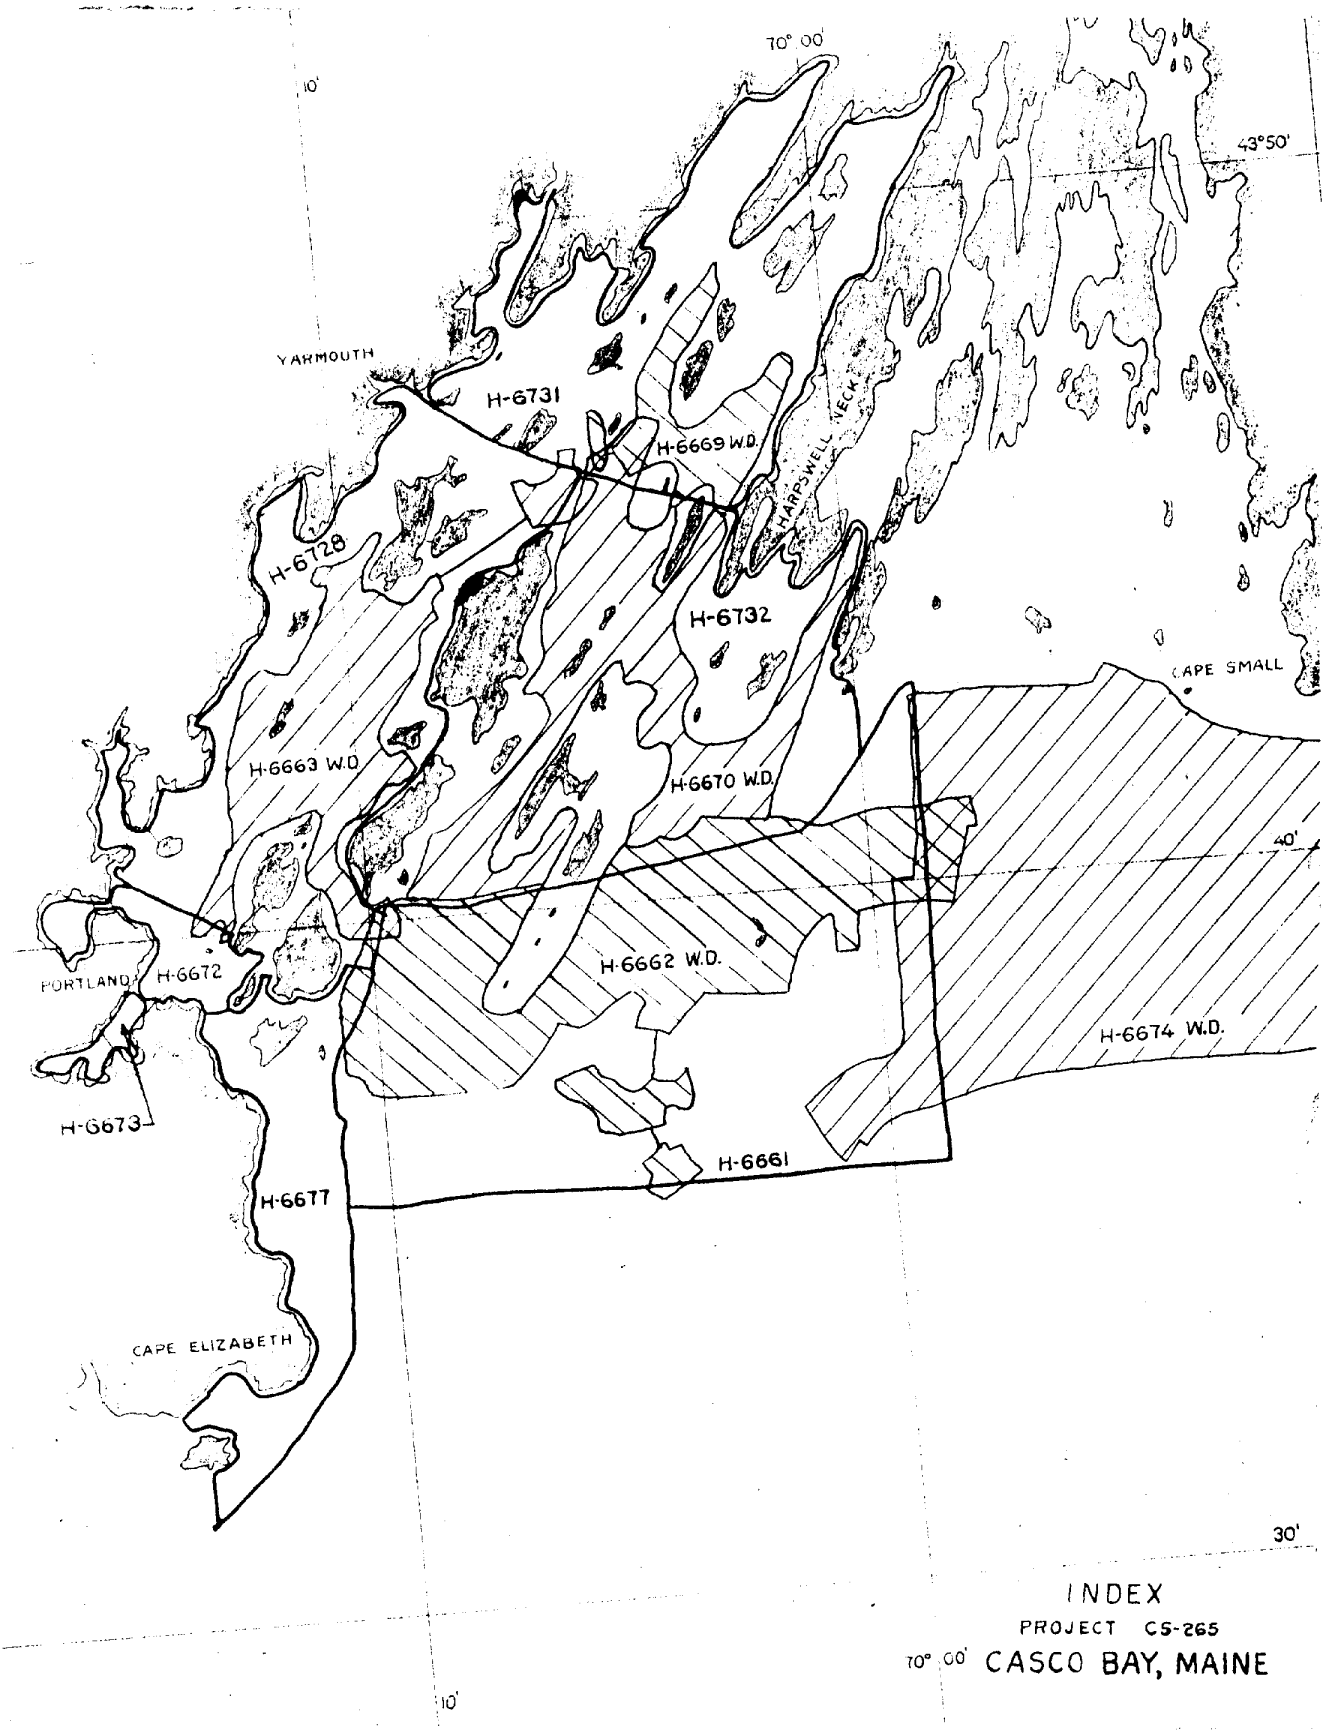 70° 00'
10'
43°50'
YARMOUTH
H-6731
H-6669 W.D.
HARPSWELL NECK
H-6728
H-6732
CAPE SMALL
H-6663 W.D.
H-6670 W.D.
40'
H-6662 W.D.
PORTLAND
H-6672
H-6674 W.D.
H-6673
H-6661
H-6677
CAPE ELIZABETH
30'
INDEX
PROJECT CS-265
70° 00' CASCO BAY, MAINE
10'